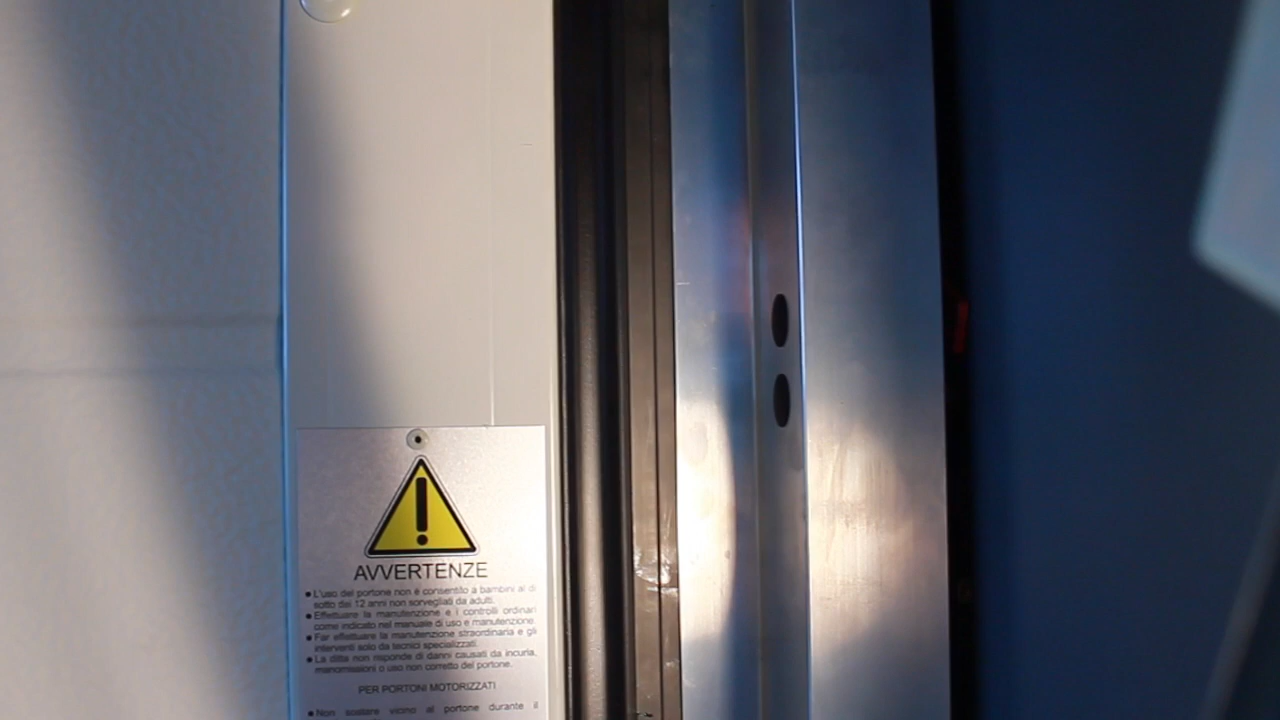 AVVERTENZE
• L'uso del portone non è consentito a bambini al di
sotto dei 12 anni non sorvegliati da adulti.
• Effettuare la manutenzione e i controlli ordinari
come indicato nel manuale di uso e manutenzione.
• Far effettuare la manutenzione straordinaria e gli
interventi solo da tecnici specializzati.
• La ditta non risponde di danni causati da incuria,
manomissioni o uso non corretto del portone.
PER PORTONI MOTORIZZATI
• Non sostare vicino al portone durante il